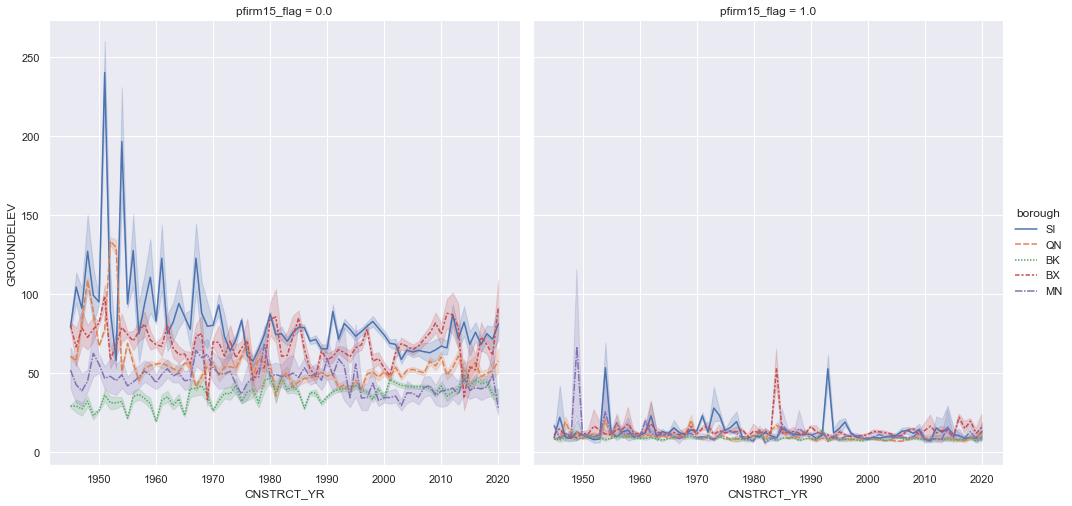 pfirm15_flag = 0.0
pfirm15_flag = 1.0
250
200
150
100
50
0
GROUNDELEV
1950 1960 1970 1980 1990 2000 2010 2020
CNSTRCT_YR
1950 1960 1970 1980 1990 2000 2010 2020
CNSTRCT_YR
borough
SI
QN
BK
BX
MN